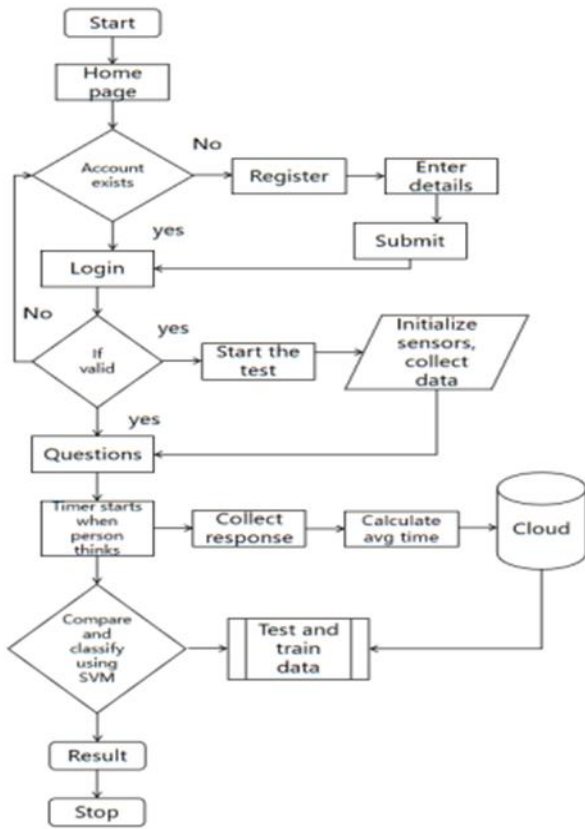 Start
Home
page
Account
exists
No
Register
Enter
details
yes
Submit
Login
No
If
valid
yes
Start the
test
Initialize
sensors,
collect
data
yes
Questions
Timer starts
when
person
thinks
Collect
response
Calculate
avg time
Cloud
Compare
and
classify
using
SVM
Test and
train
data
Result
Stop